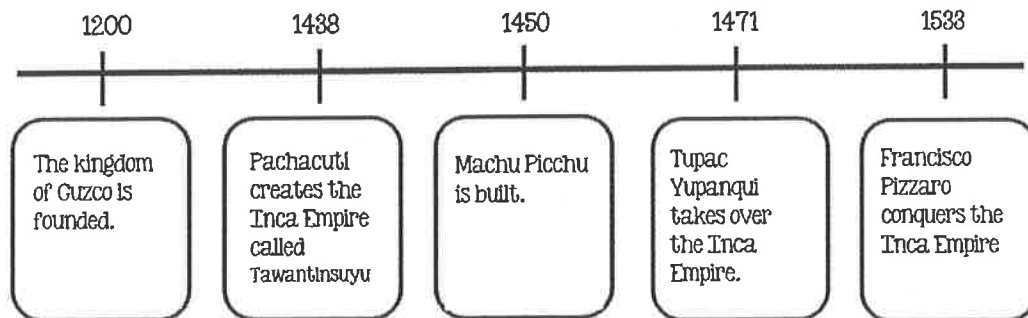 1200 1438 1450 1471 1533
The kingdom
of Cuzco is
founded.
Pachacuti
creates the
Inca Empire
called
Tawantinsuyu
Machu Picchu
is built.
Tupac
Yupanqui
takes over
the Inca
Empire.
Francisco
Pizzaro
conquers the
Inca Empire